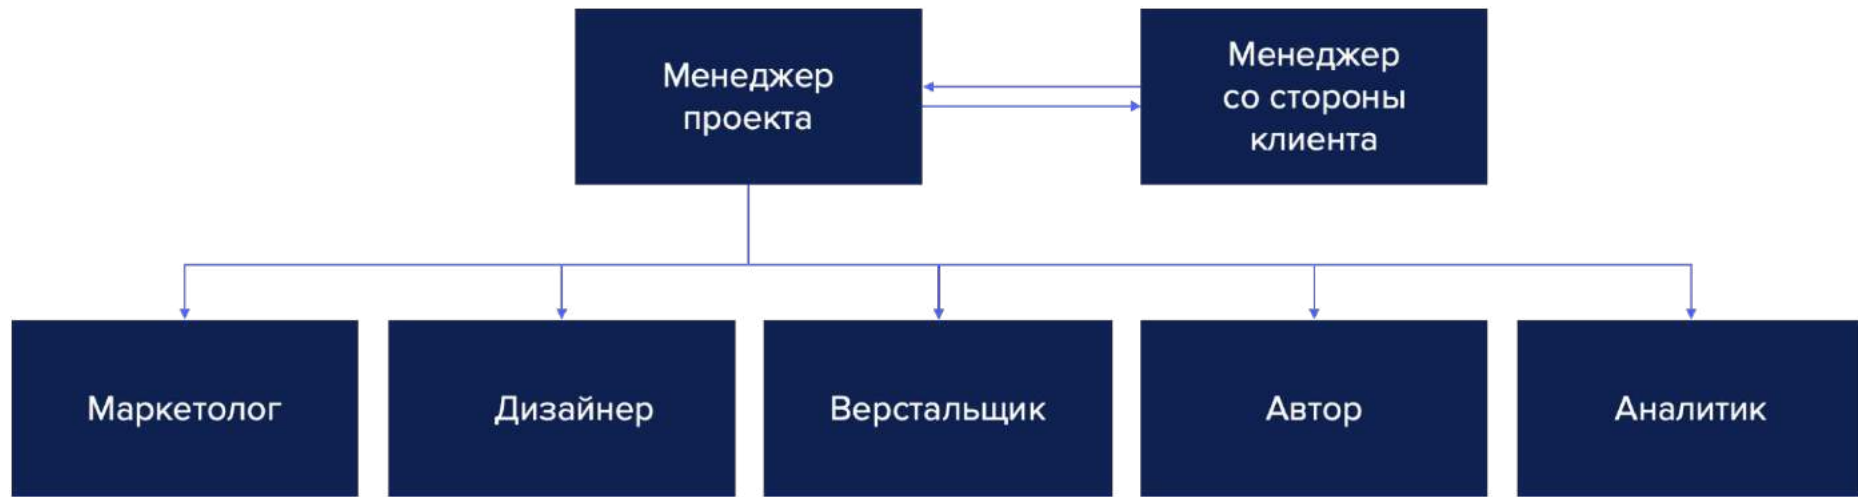 Менеджер
проекта
Менеджер
со стороны
клиента
Маркетолог
Дизайнер
Верстальщик
Автор
Аналитик